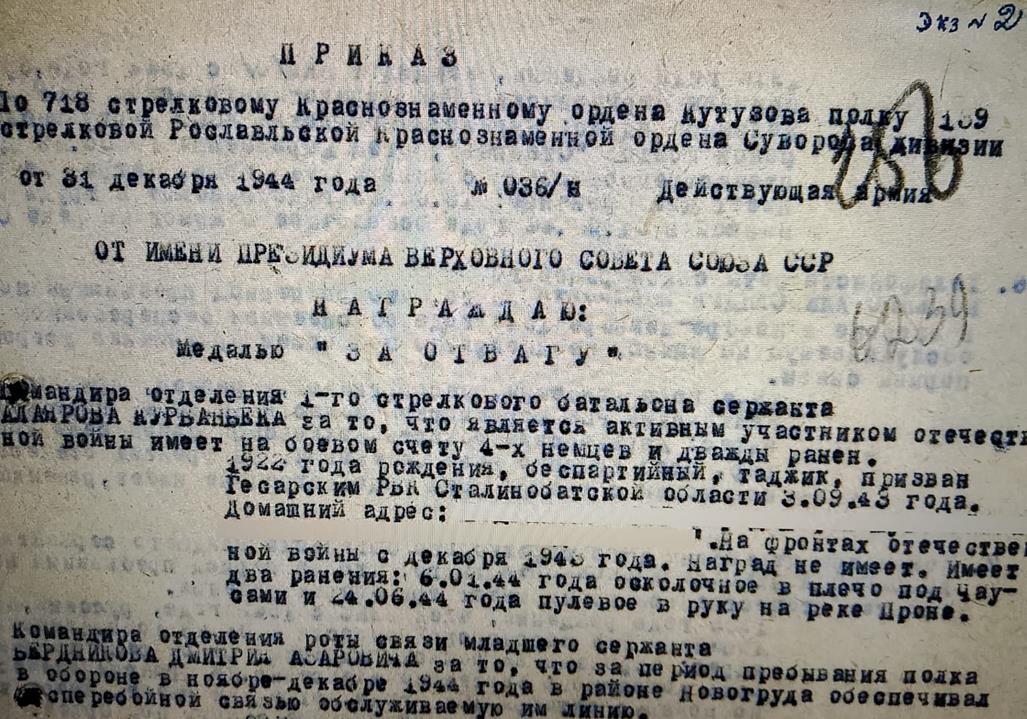 Экз № 2
ПРИКАЗ
По 718 стрелковому Краснознаменному ордена Кутузова полку 139
стрелковой Рославльской Краснознаменной ордена Суворова дивизии
от 31 декабря 1944 года № 036/н Действующая армия
ОТ ИМЕНИ ПРЕЗИДИУМА ВЕРХОВНОГО СОВЕТА СОЮЗА ССР
НАГРАЖДАЮ:
Медалью "ЗА ОТВАГУ".
Командира отделения 1-го стрелкового батальона сержанта
КУРБАНБЕКА за то, что является активным участником отечеств
ной войны имеет на боевом счету 4-х немцев и дважды ранен.
1922 года рождения, беспартийный, таджик, призван
Гесарским РВК Сталинобатской области 3.09.43 года.
Домашний адрес:
.На фронтах отечествен
ной войны с декабря 1943 года. Наград не имеет. Имеет
два ранения: 6.01.44 года осколочное в плечо под Чау-
сами и 24.06.44 года пулевое в руку на реке Проне.
Командира отделения роты связи младшего сержанта
БЕРДНИКОВА ДМИТРИЯ АЗАРОВИЧА за то, что за период пребывания полка
в обороне в ноябре-декабре 1944 года в районе Новогруда обеспечивал
бесперебойной связью обслуживаемую им линию.